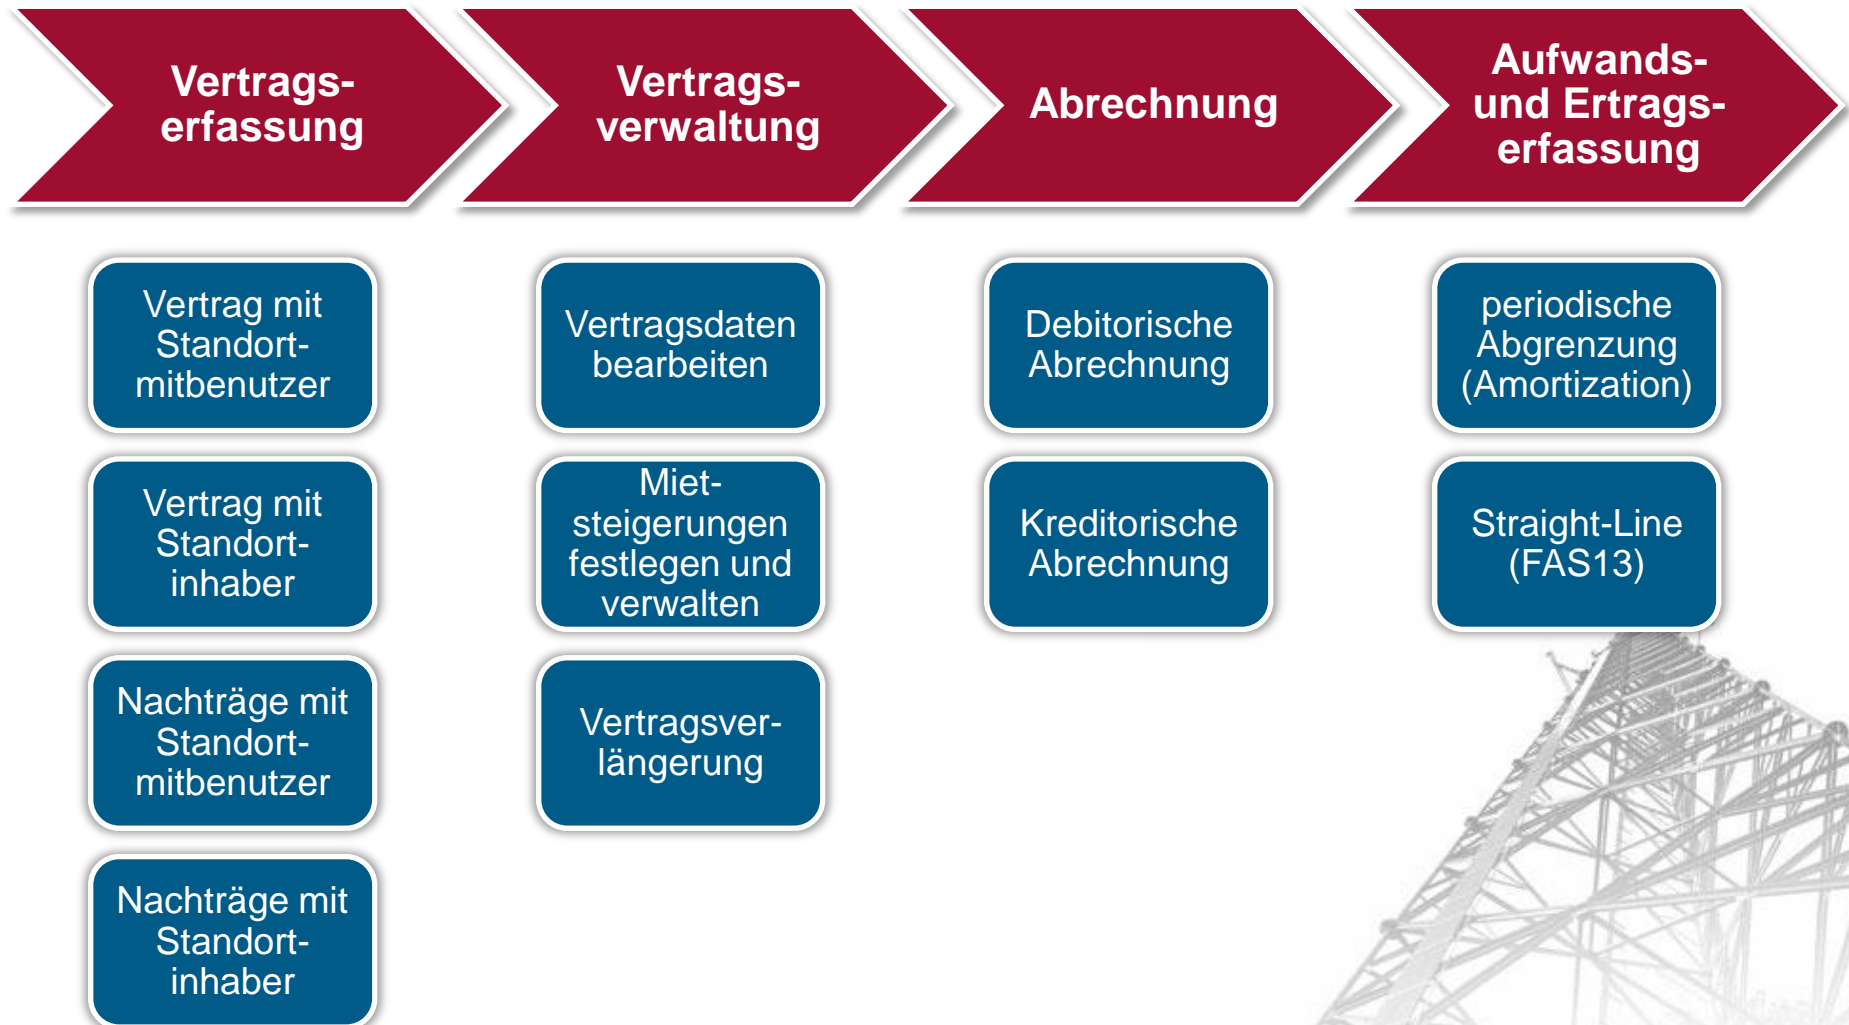 Vertrags-
erfassung
Vertrags-
verwaltung
Abrechnung
Aufwands-
und Ertrags-
erfassung
Vertrag mit
Standort-
mitbenutzer
Vertrag mit
Standort-
inhaber
Nachträge mit
Standort-
mitbenutzer
Nachträge mit
Standort-
inhaber
Vertragsdaten
bearbeiten
Miet-
steigerungen
festlegen und
verwalten
Vertragsver-
längerung
Debitorische
Abrechnung
Kreditorische
Abrechnung
periodische
Abgrenzung
(Amortization)
Straight-Line
(FAS13)